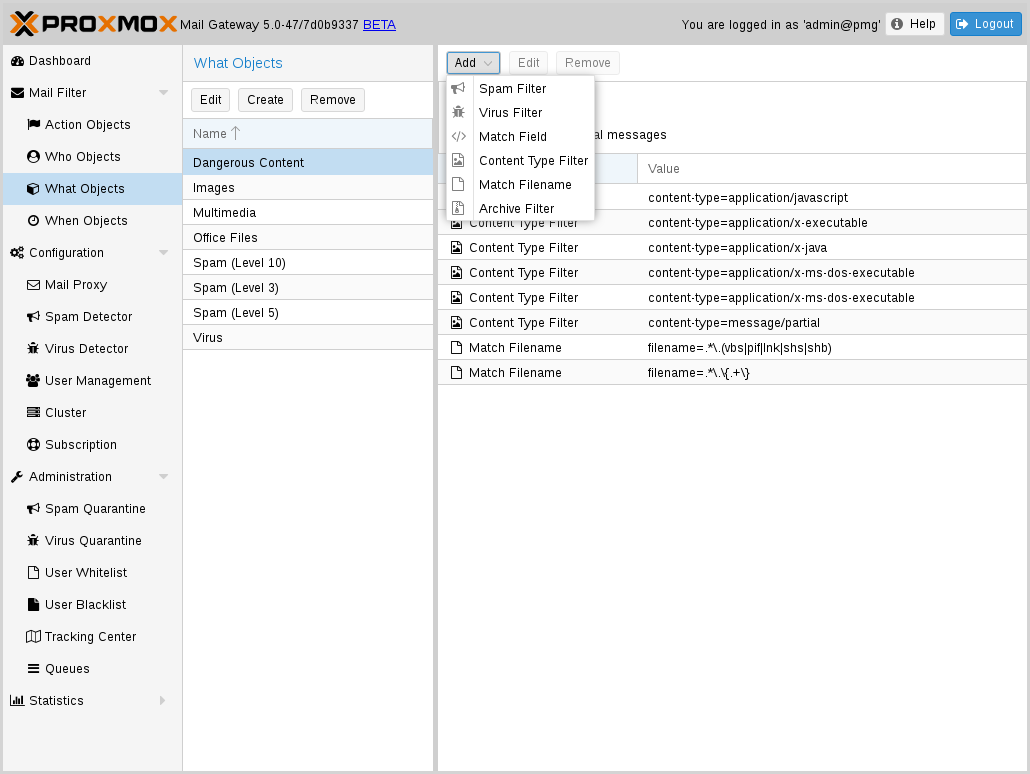 PROXMOX Mail Gateway 5.0-47/7d0b9337 BETA
You are logged in as 'admin@pmg' Help Logout
Dashboard
Mail Filter
Action Objects
Who Objects
What Objects
When Objects
Configuration
Mail Proxy
Spam Detector
Virus Detector
User Management
Cluster
Subscription
Administration
Spam Quarantine
Virus Quarantine
User Whitelist
User Blacklist
Tracking Center
Queues
Statistics
What Objects
Edit Create Remove
Name
Dangerous Content
Images
Multimedia
Office Files
Spam (Level 10)
Spam (Level 3)
Spam (Level 5)
Virus
Add Edit Remove
Spam Filter
Virus Filter
Match Field
Content Type Filter
Match Filename
Archive Filter
messages
Value
content-type=application/javascript
Content Type Filter content-type=application/x-executable
Content Type Filter content-type=application/x-java
Content Type Filter content-type=application/x-ms-dos-executable
Content Type Filter content-type=application/x-ms-dos-executable
Content Type Filter content-type=message/partial
Match Filename filename=.*\.(vbs|pif|lnk|shs|shb)
Match Filename filename=.*\.\{.+\}